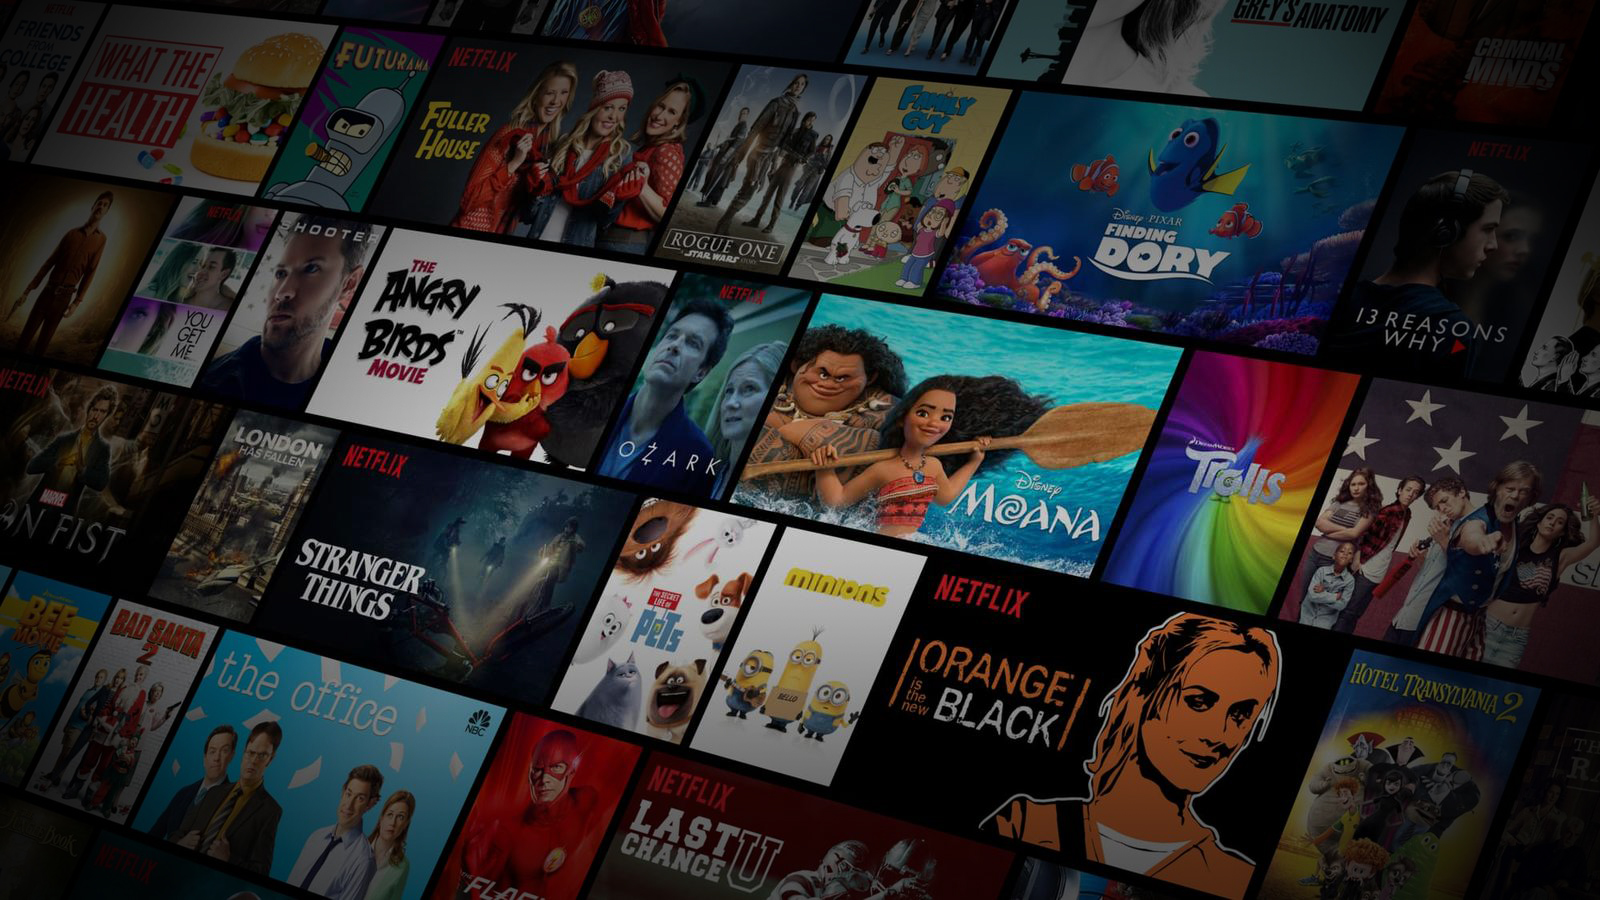 NETFLIX
FRIENDS
FROM
COLLEGE
WHAT THE
HEALTH
FUTURAMA
NETFLIX
FULLER
HOUSE
ROGUE ONE
A STAR WARS STORY
FAMILY
GUY
GREY'S ANATOMY
CRIMINAL
MINDS
Disney · PIXAR
FINDING
DORY
NETFLIX
13 REASONS
WHY
NETFLIX
YOU
GET
ME
SHOOTER
THE
ANGRY
BIRDS
MOVIE
NETFLIX
OZARK
Disney
MOANA
DREAMWORKS
Trolls
NETFLIX
MARVEL
AN FIST
LONDON
HAS FALLEN
NETFLIX
STRANGER
THINGS
THE SECRET
LIFE OF
PETS
minions
BELLO
NETFLIX
ORANGE
is
the
new
BLACK
HOTEL TRANSYLVANIA 2
BEE
MOVIE
BAD SANTA
2
the office
NBC
FLASH
NETFLIX
LAST
CHANCE
U
NETFLIX